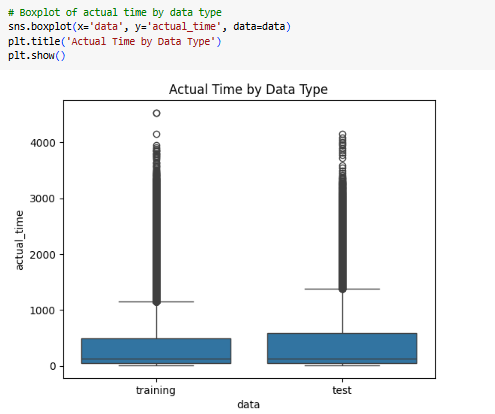 # Boxplot of actual time by data type
sns.boxplot(x='data', y='actual_time', data=data)
plt.title('Actual Time by Data Type')
plt.show()
Actual Time by Data Type
4000
3000
2000
1000
0
actual_time
training
test
data